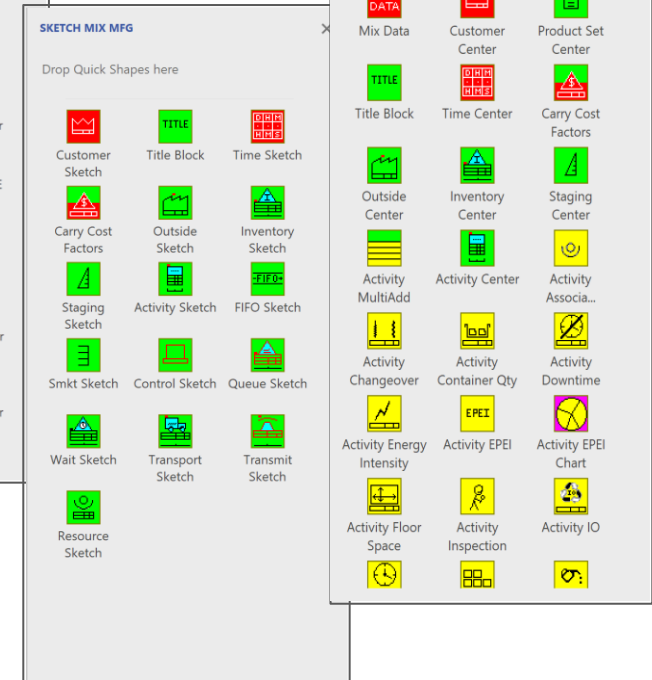 SKETCH MIX MFG
Drop Quick Shapes here
Customer
Sketch
TITLE
Title Block
DHM
HMS
Time Sketch
$
Carry Cost
Factors
Outside
Sketch
I
Inventory
Sketch
Staging
Sketch
Activity Sketch
FIFO
FIFO Sketch
Smkt Sketch
Control Sketch
Queue Sketch
Wait Sketch
Transport
Sketch
Transmit
Sketch
Resource
Sketch
DATA
Mix Data
Customer
Center
Product Set
Center
TITLE
Title Block
DHM
HMS
Time Center
$
Carry Cost
Factors
Outside
Center
I
Inventory
Center
Staging
Center
Activity
MultiAdd
Activity Center
Activity
Associa...
Activity
Changeover
Activity
Container Qty
Activity
Downtime
Activity Energy
Intensity
EPEI
Activity EPEI
Activity EPEI
Chart
Activity Floor
Space
Activity
Inspection
Activity IO